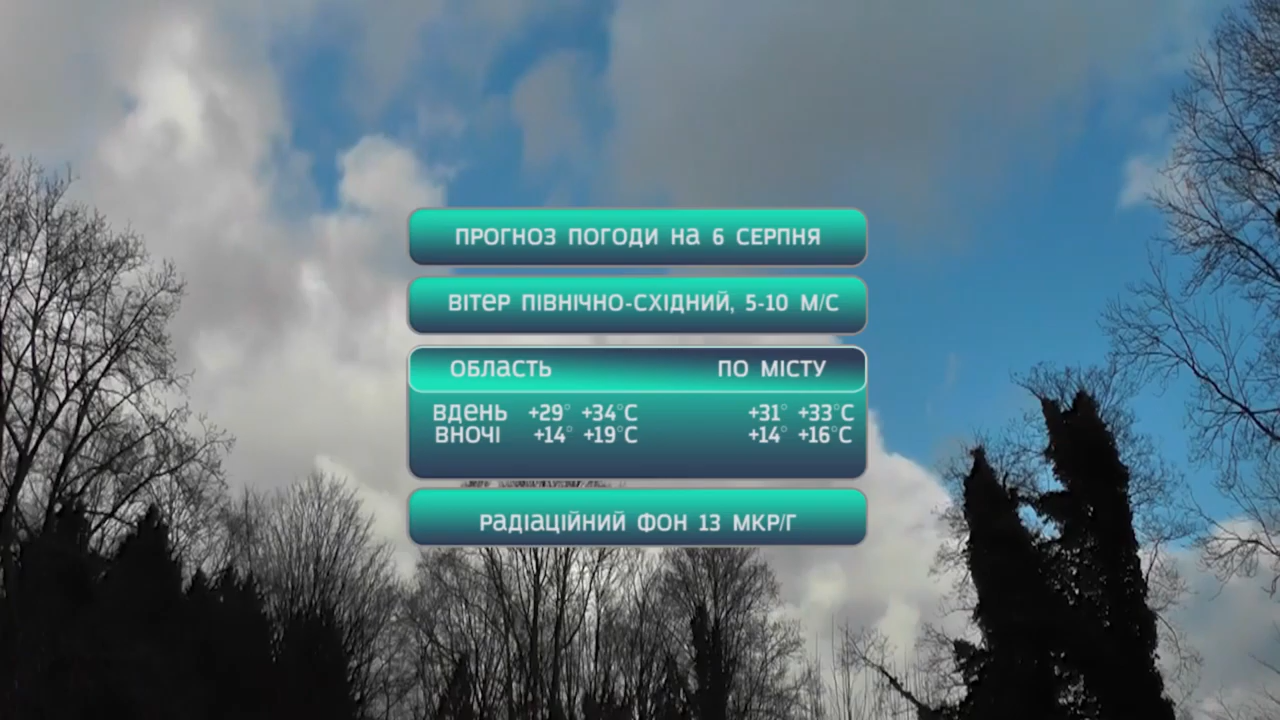 ПРОГНОЗ ПОГОДИ НА 6 СЕРПНЯ
ВІТЕР ПІВНІЧНО-СХІДНИЙ, 5-10 М/С
ОБЛАСТЬ ПО МІСТУ
ВДЕНЬ +29° +34°C +31° +33°C
ВНОЧІ +14° +19°C +14° +16°C
РАДІАЦІЙНИЙ ФОН 13 МКР/Г